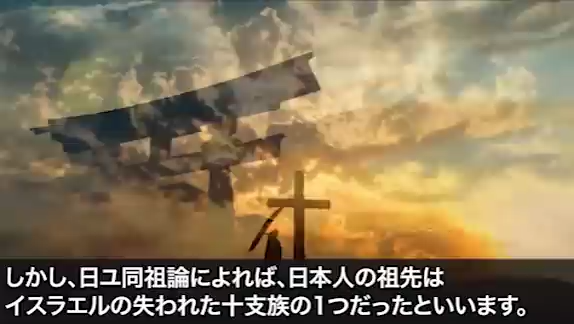 しかし、日ユ同祖論によれば、日本人の祖先は
イスラエルの失われた十支族の1つだったといいます。